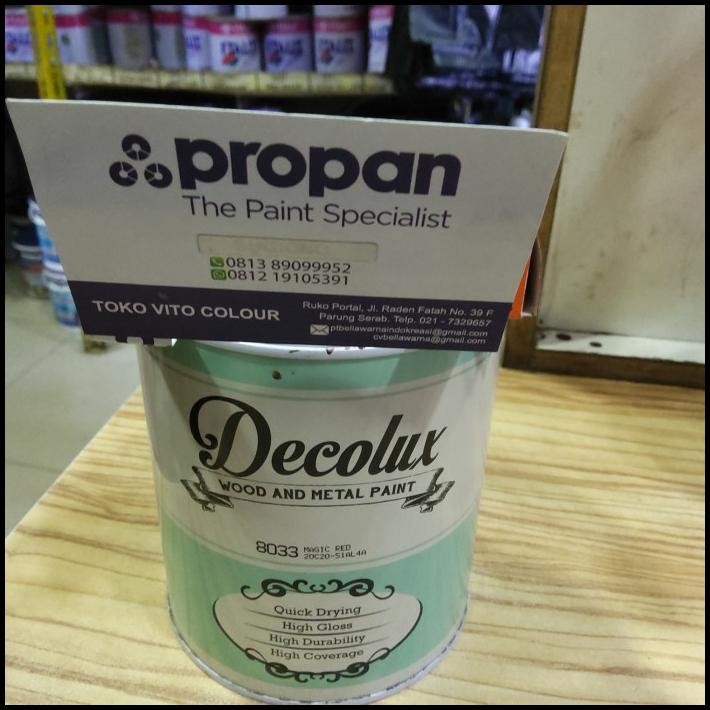 propan
The Paint Specialist
0813 89099952
0812 19105391
TOKO VITO COLOUR
Ruko Portal, Jl. Raden Fatah No. 39 F
Parung Serab. Telp. 021 - 7329657
ptbellawarnaindokreasi@gmail.com
cvbellawarna@gmail.com
Decolux
WOOD AND METAL PAINT
8033 MAGIC RED
20C20-51AL4A
Quick Drying
High Gloss
High Durability
High Coverage